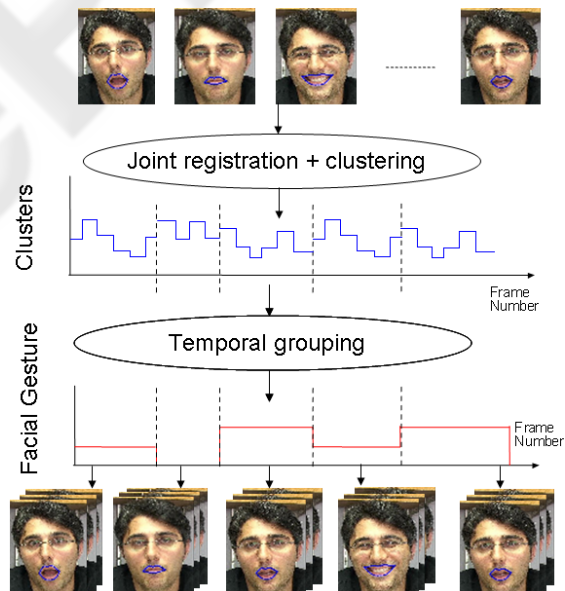 Joint registration + clustering
Clusters
Frame
Number
Temporal grouping
Facial Gesture
Frame
Number